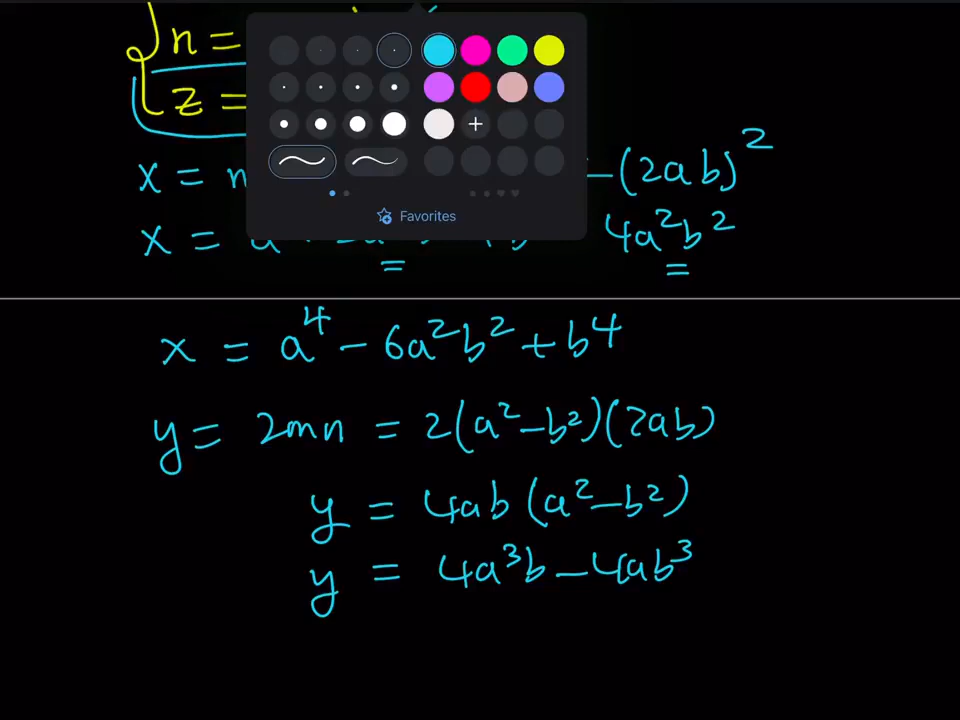 n =
z =
x = m
- (2ab)²
x = a
4a²b²
Favorites
x = a⁴ - 6a²b² + b⁴
y = 2mn = 2(a² - b²)(2ab)
y = 4ab (a² - b²)
y = 4a³b - 4ab³